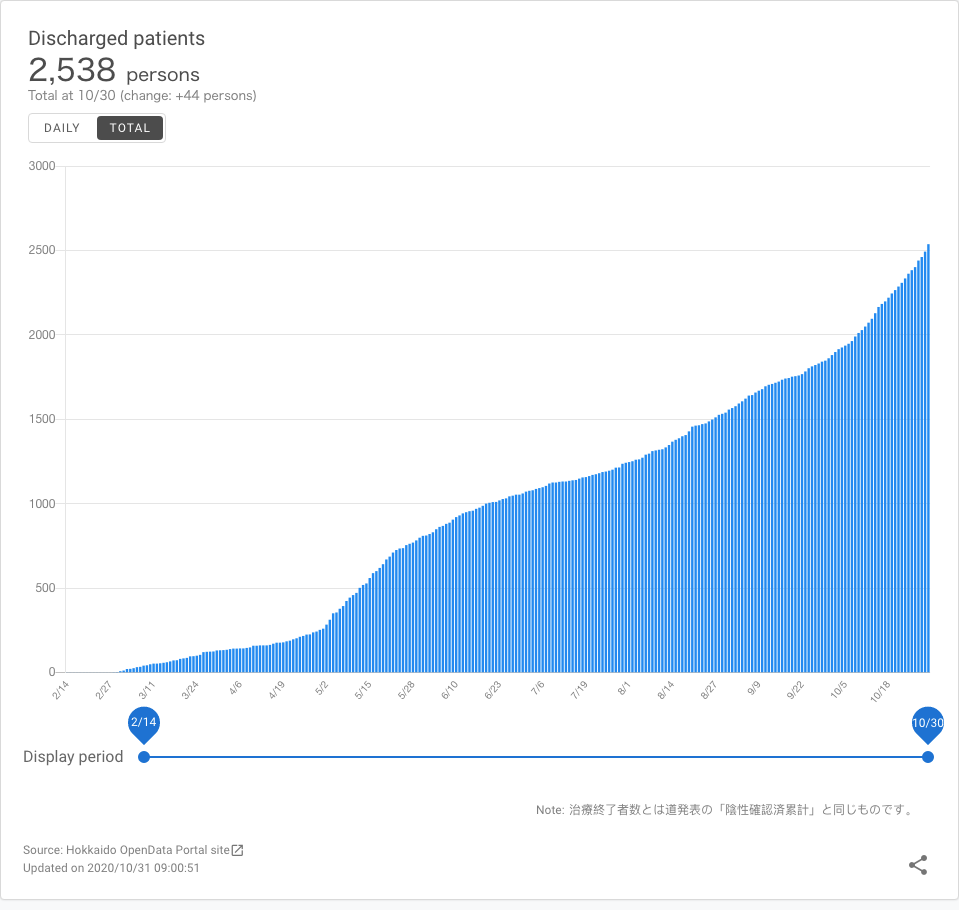 Discharged patients
2,538 persons
Total at 10/30 (change: +44 persons)
DAILY TOTAL
3000
2500
2000
1500
1000
500
0
2/14 2/27 3/11 3/24 4/6 4/19 5/2 5/15 5/28 6/10 6/23 7/6 7/19 8/1 8/14 8/27 9/9 9/22 10/5 10/18
2/14 10/30
Display period
Note: 治療終了者数とは道発表の「陰性確認済累計」と同じものです。
Source: Hokkaido OpenData Portal site
Updated on 2020/10/31 09:00:51